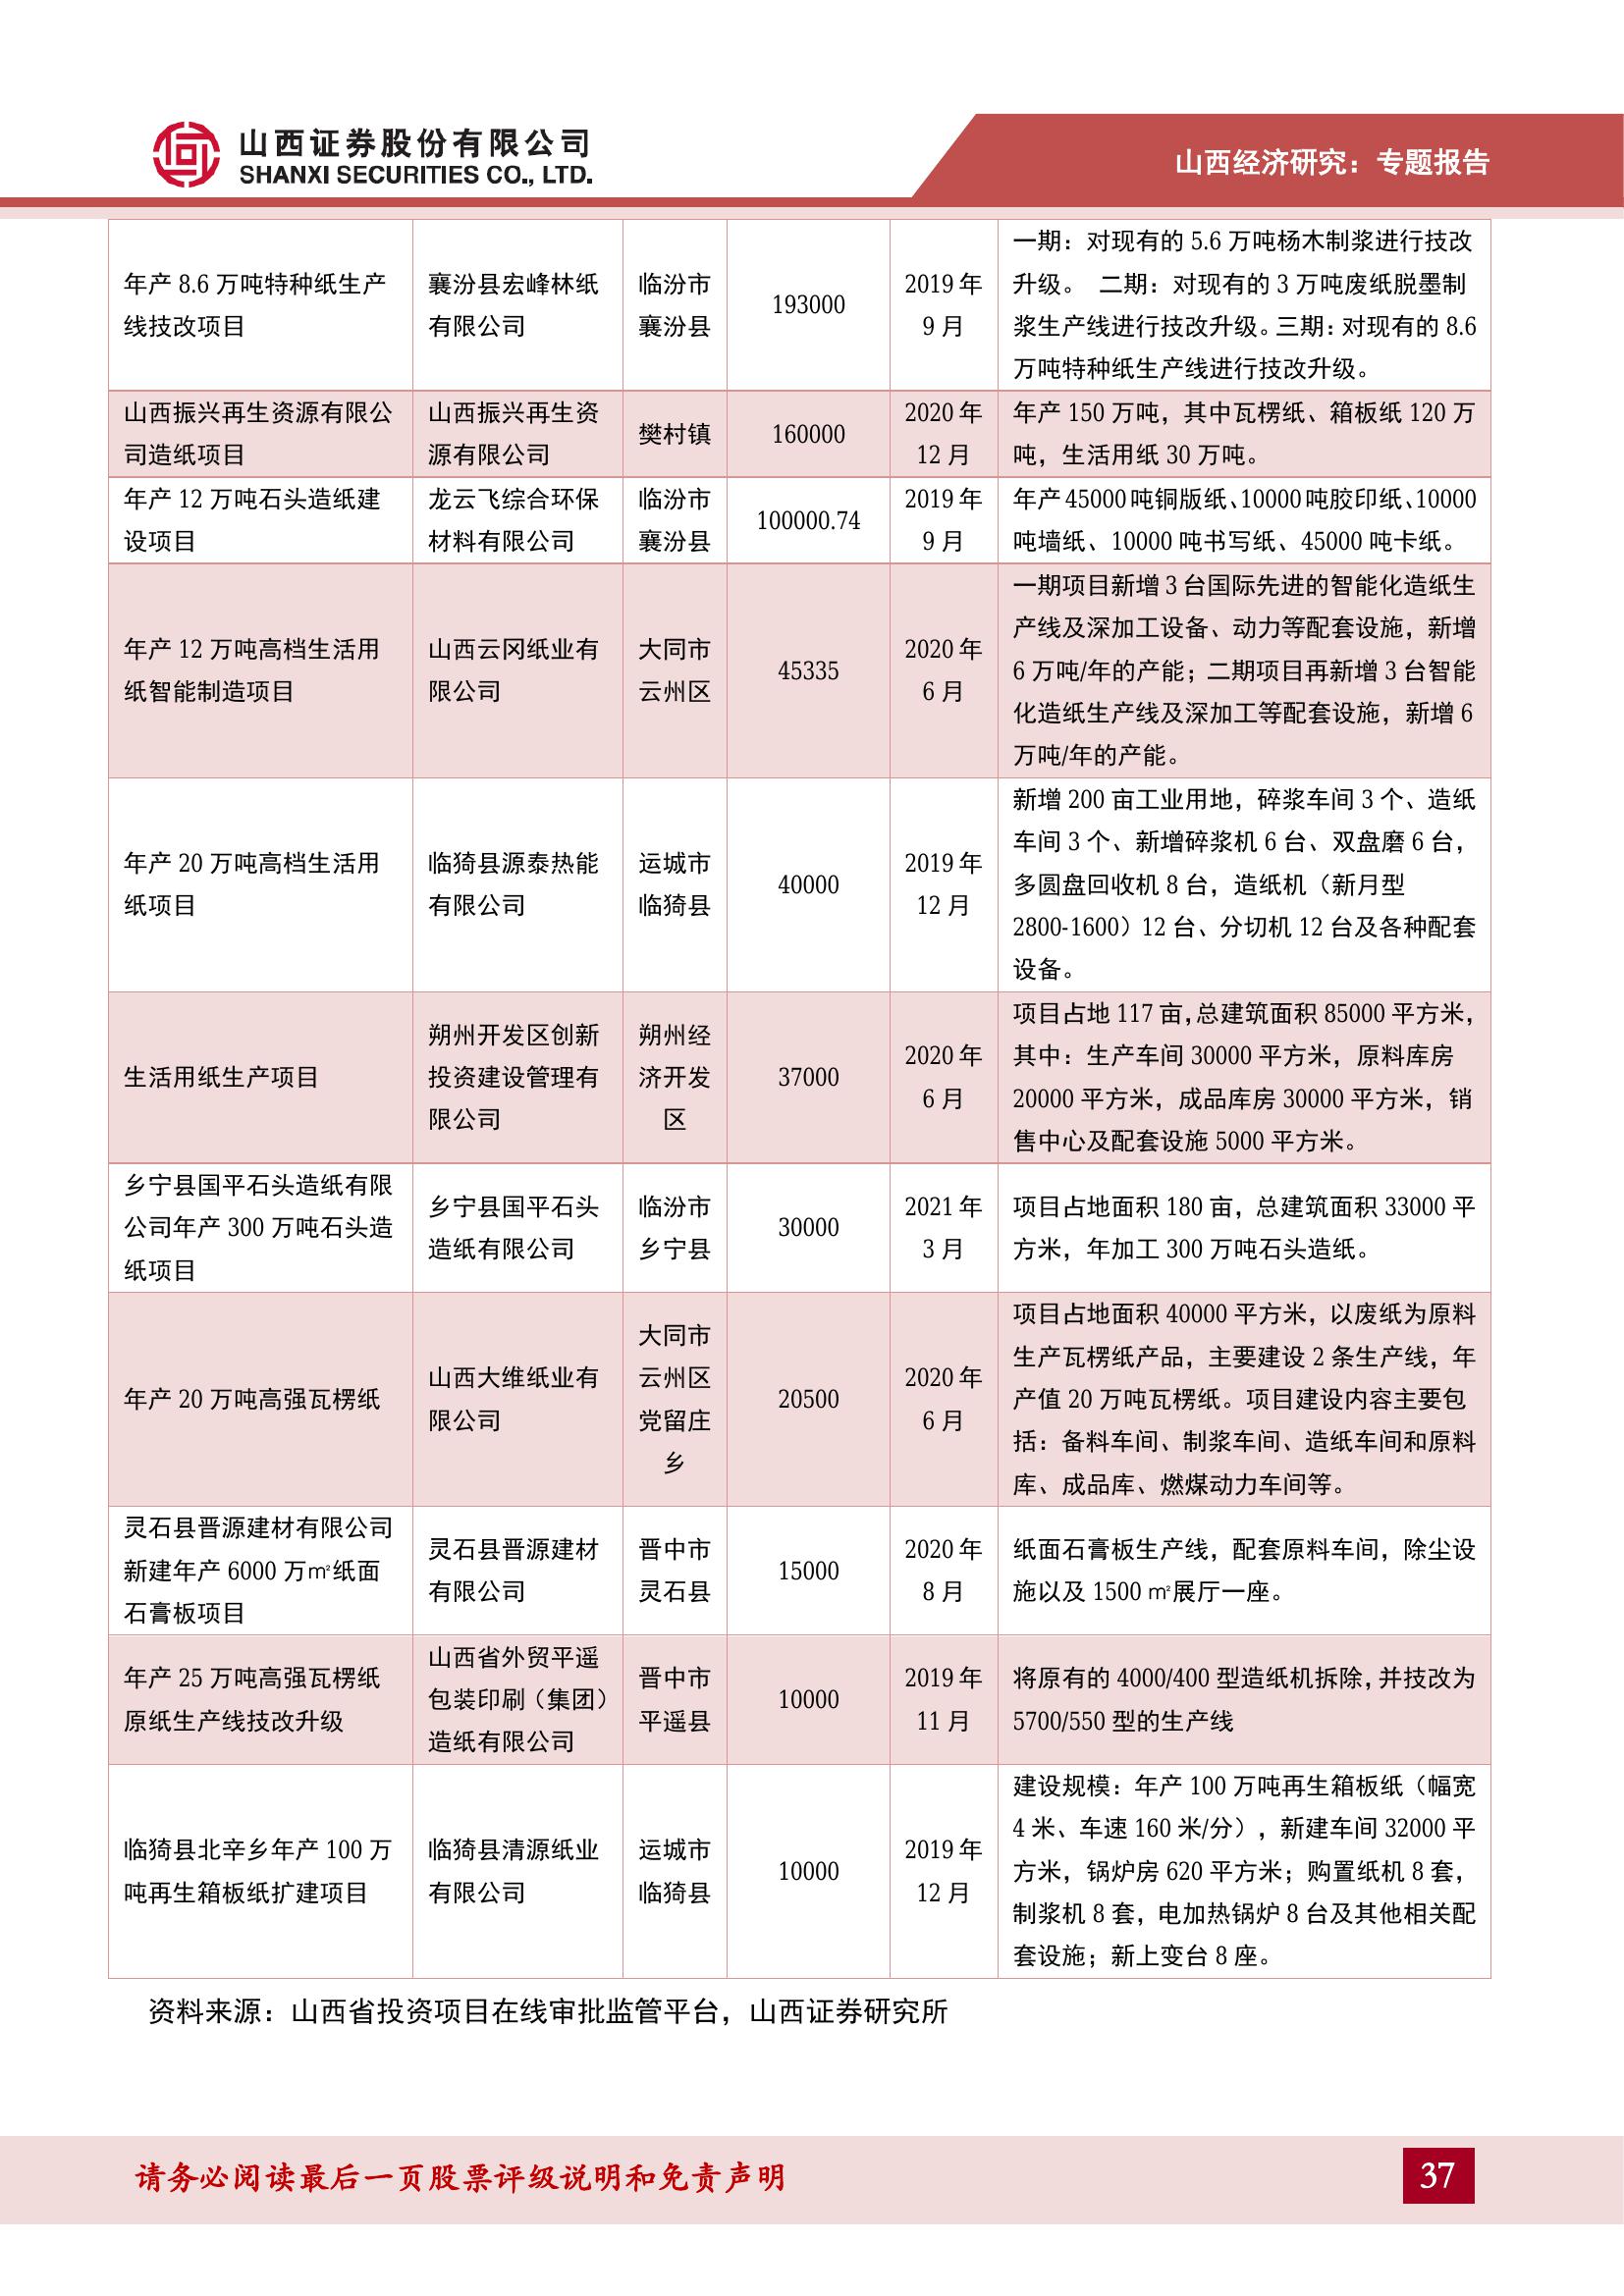 山西证券股份有限公司
SHANXI SECURITIES CO., LTD.
山西经济研究：专题报告
年产 8.6 万吨特种纸生产
线技改项目
襄汾县宏峰林纸
有限公司
临汾市
襄汾县
193000
2019 年
9 月
一期：对现有的 5.6 万吨杨木制浆进行技改
升级。 二期：对现有的 3 万吨废纸脱墨制
浆生产线进行技改升级。三期：对现有的 8.6
万吨特种纸生产线进行技改升级。
山西振兴再生资源有限公
司造纸项目
山西振兴再生资
源有限公司
樊村镇
160000
2020 年
12 月
年产 150 万吨，其中瓦楞纸、箱板纸 120 万
吨，生活用纸 30 万吨。
年产 12 万吨石头造纸建
设项目
龙云飞综合环保
材料有限公司
临汾市
襄汾县
100000.74
2019 年
9 月
年产 45000 吨铜版纸、10000 吨胶印纸、10000
吨墙纸、10000 吨书写纸、45000 吨卡纸。
年产 12 万吨高档生活用
纸智能制造项目
山西云冈纸业有
限公司
大同市
云州区
45335
2020 年
6 月
一期项目新增 3 台国际先进的智能化造纸生
产线及深加工设备、动力等配套设施，新增
6 万吨/年的产能；二期项目再新增 3 台智能
化造纸生产线及深加工等配套设施，新增 6
万吨/年的产能。
年产 20 万吨高档生活用
纸项目
临猗县源泰热能
有限公司
运城市
临猗县
40000
2019 年
12 月
新增 200 亩工业用地，碎浆车间 3 个、造纸
车间 3 个、新增碎浆机 6 台、双盘磨 6 台，
多圆盘回收机 8 台，造纸机（新月型
2800-1600）12 台、分切机 12 台及各种配套
设备。
生活用纸生产项目
朔州开发区创新
投资建设管理有
限公司
朔州经
济开发
区
37000
2020 年
6 月
项目占地 117 亩，总建筑面积 85000 平方米，
其中：生产车间 30000 平方米，原料库房
20000 平方米，成品库房 30000 平方米，销
售中心及配套设施 5000 平方米。
乡宁县国平石头造纸有限
公司年产 300 万吨石头造
纸项目
乡宁县国平石头
造纸有限公司
临汾市
乡宁县
30000
2021 年
3 月
项目占地面积 180 亩，总建筑面积 33000 平
方米，年加工 300 万吨石头造纸。
年产 20 万吨高强瓦楞纸
山西大维纸业有
限公司
大同市
云州区
党留庄
乡
20500
2020 年
6 月
项目占地面积 40000 平方米，以废纸为原料
生产瓦楞纸产品，主要建设 2 条生产线，年
产值 20 万吨瓦楞纸。项目建设内容主要包
括：备料车间、制浆车间、造纸车间和原料
库、成品库、燃煤动力车间等。
灵石县晋源建材有限公司
新建年产 6000 万㎡纸面
石膏板项目
灵石县晋源建材
有限公司
晋中市
灵石县
15000
2020 年
8 月
纸面石膏板生产线，配套原料车间，除尘设
施以及 1500 ㎡展厅一座。
年产 25 万吨高强瓦楞纸
原纸生产线技改升级
山西省外贸平遥
包装印刷（集团）
造纸有限公司
晋中市
平遥县
10000
2019 年
11 月
将原有的 4000/400 型造纸机拆除，并技改为
5700/550 型的生产线
临猗县北辛乡年产 100 万
吨再生箱板纸扩建项目
临猗县清源纸业
有限公司
运城市
临猗县
10000
2019 年
12 月
建设规模：年产 100 万吨再生箱板纸（幅宽
4 米、车速 160 米/分），新建车间 32000 平
方米，锅炉房 620 平方米；购置纸机 8 套，
制浆机 8 套，电加热锅炉 8 台及其他相关配
套设施；新上变台 8 座。
资料来源：山西省投资项目在线审批监管平台，山西证券研究所
请务必阅读最后一页股票评级说明和免责声明
37